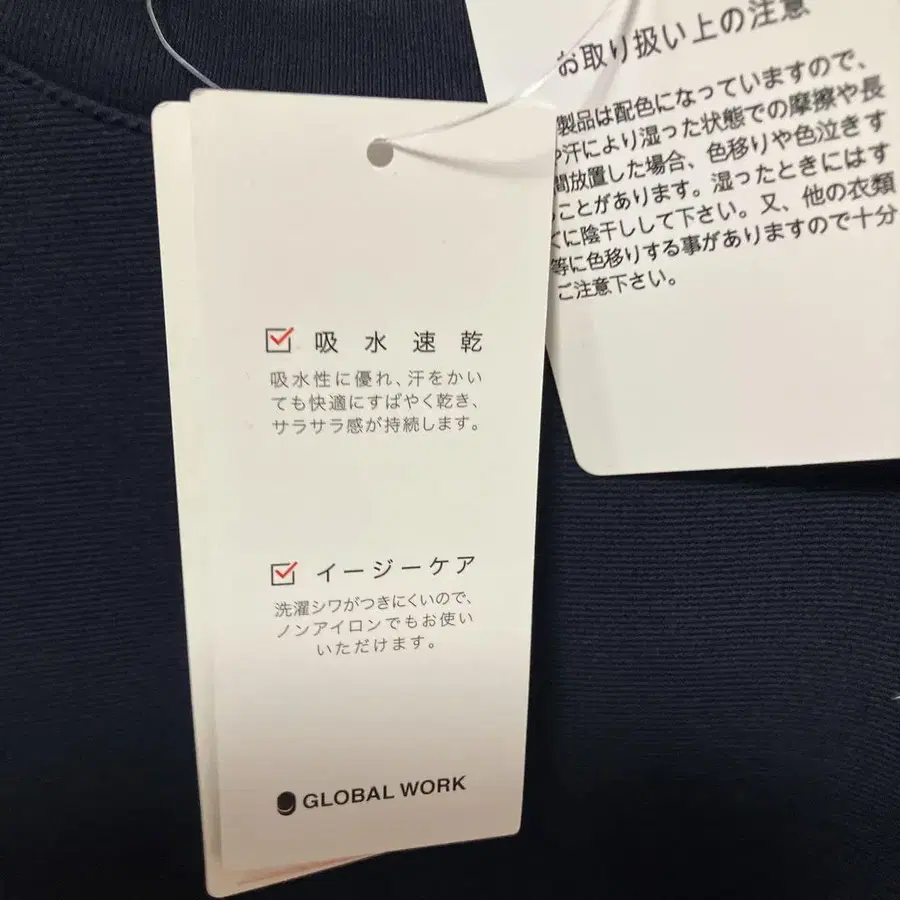 吸水速乾
吸水性に優れ、汗をかい
ても快適にすばやく乾き、
サラサラ感が持続します。
イージーケア
洗濯シワがつきにくいので、
ノンアイロンでもお使い
いただけます。
GLOBAL WORK
お取り扱い上の注意
製品は配色になっていますので、
汗により湿った状態での摩擦や長
間放置した場合、色移りや色泣きす
ことがあります。湿ったときにはす
に陰干しして下さい。又、他の衣類
等に色移りする事がありますので十分
ご注意下さい。